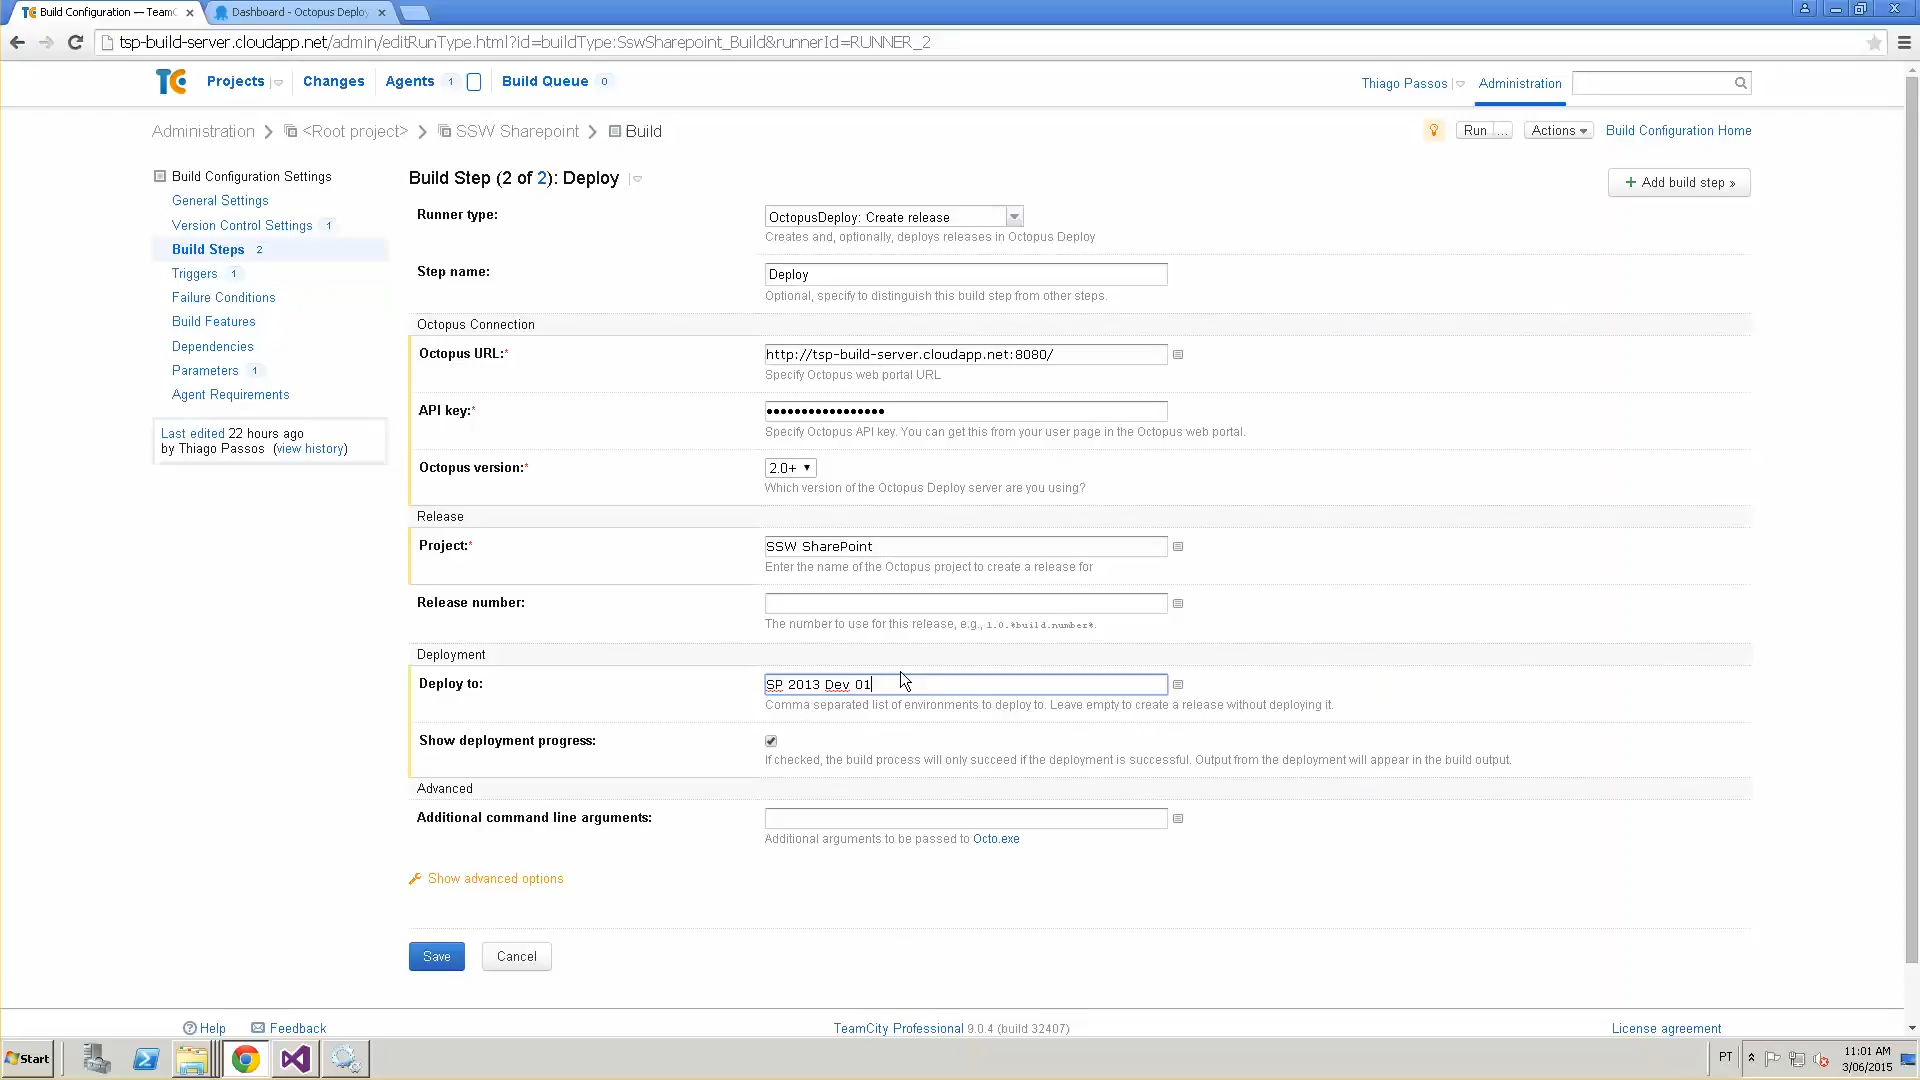 Build Configuration — TeamC
Dashboard - Octopus Deploy
tsp-build-server.cloudapp.net/admin/editRunType.html?id=buildType:SswSharepoint_Build&runnerId=RUNNER_2
TC
Projects
Changes
Agents 1
Build Queue 0
Thiago Passos
Administration
Administration
<Root project>
SSW Sharepoint
Build
Run ...
Actions
Build Configuration Home
Build Configuration Settings
General Settings
Version Control Settings 1
Build Steps 2
Triggers 1
Failure Conditions
Build Features
Dependencies
Parameters 1
Agent Requirements
Last edited 22 hours ago
by Thiago Passos (view history)
Build Step (2 of 2): Deploy
+ Add build step »
Runner type:
OctopusDeploy: Create release
Creates and, optionally, deploys releases in Octopus Deploy
Step name:
Deploy
Optional, specify to distinguish this build step from other steps.
Octopus Connection
Octopus URL:*
http://tsp-build-server.cloudapp.net:8080/
Specify Octopus web portal URL
API key:*
•••••••••••••••••
Specify Octopus API key. You can get this from your user page in the Octopus web portal.
Octopus version:*
2.0+
Which version of the Octopus Deploy server are you using?
Release
Project:*
SSW SharePoint
Enter the name of the Octopus project to create a release for
Release number:
The number to use for this release, e.g., 1.0.%build.number%.
Deployment
Deploy to:
SP 2013 Dev 01
Comma separated list of environments to deploy to. Leave empty to create a release without deploying it.
Show deployment progress:
If checked, the build process will only succeed if the deployment is successful. Output from the deployment will appear in the build output.
Advanced
Additional command line arguments:
Additional arguments to be passed to Octo.exe
Show advanced options
Save
Cancel
Help
Feedback
TeamCity Professional 9.0.4 (build 32407)
License agreement
Start
PT
11:01 AM
3/06/2015